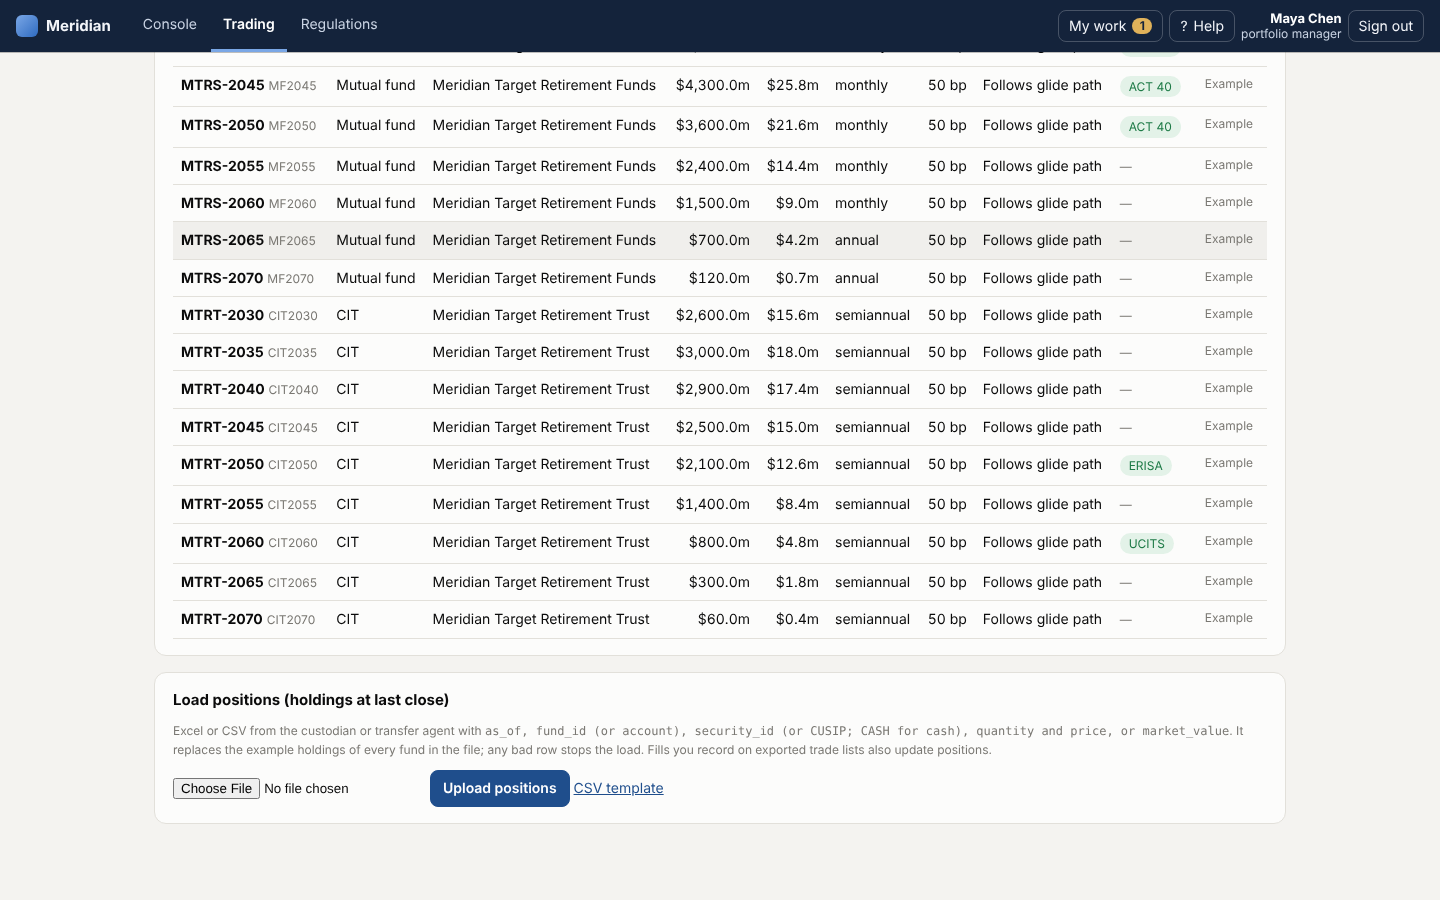 Meridian Console Trading Regulations My work 1 ? Help Maya Chen portfolio manager Sign out
MTRS-2045 MF2045 Mutual fund Meridian Target Retirement Funds $4,300.0m $25.8m monthly 50 bp Follows glide path ACT 40 Example
MTRS-2050 MF2050 Mutual fund Meridian Target Retirement Funds $3,600.0m $21.6m monthly 50 bp Follows glide path ACT 40 Example
MTRS-2055 MF2055 Mutual fund Meridian Target Retirement Funds $2,400.0m $14.4m monthly 50 bp Follows glide path — Example
MTRS-2060 MF2060 Mutual fund Meridian Target Retirement Funds $1,500.0m $9.0m monthly 50 bp Follows glide path — Example
MTRS-2065 MF2065 Mutual fund Meridian Target Retirement Funds $700.0m $4.2m annual 50 bp Follows glide path — Example
MTRS-2070 MF2070 Mutual fund Meridian Target Retirement Funds $120.0m $0.7m annual 50 bp Follows glide path — Example
MTRT-2030 CIT2030 CIT Meridian Target Retirement Trust $2,600.0m $15.6m semiannual 50 bp Follows glide path — Example
MTRT-2035 CIT2035 CIT Meridian Target Retirement Trust $3,000.0m $18.0m semiannual 50 bp Follows glide path — Example
MTRT-2040 CIT2040 CIT Meridian Target Retirement Trust $2,900.0m $17.4m semiannual 50 bp Follows glide path — Example
MTRT-2045 CIT2045 CIT Meridian Target Retirement Trust $2,500.0m $15.0m semiannual 50 bp Follows glide path — Example
MTRT-2050 CIT2050 CIT Meridian Target Retirement Trust $2,100.0m $12.6m semiannual 50 bp Follows glide path ERISA Example
MTRT-2055 CIT2055 CIT Meridian Target Retirement Trust $1,400.0m $8.4m semiannual 50 bp Follows glide path — Example
MTRT-2060 CIT2060 CIT Meridian Target Retirement Trust $800.0m $4.8m semiannual 50 bp Follows glide path UCITS Example
MTRT-2065 CIT2065 CIT Meridian Target Retirement Trust $300.0m $1.8m semiannual 50 bp Follows glide path — Example
MTRT-2070 CIT2070 CIT Meridian Target Retirement Trust $60.0m $0.4m semiannual 50 bp Follows glide path — Example
Load positions (holdings at last close)
Excel or CSV from the custodian or transfer agent with as_of, fund_id (or account), security_id (or CUSIP; CASH for cash), quantity and price, or market_value. It
replaces the example holdings of every fund in the file; any bad row stops the load. Fills you record on exported trade lists also update positions.
Choose File No file chosen Upload positions CSV template